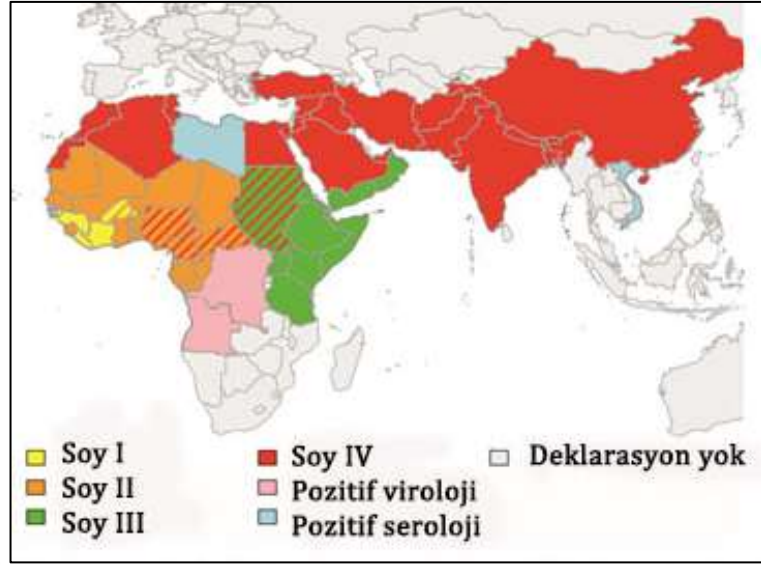 Soy I
Soy II
Soy III
Soy IV
Pozitif viroloji
Pozitif seroloji
Deklarasyon yok